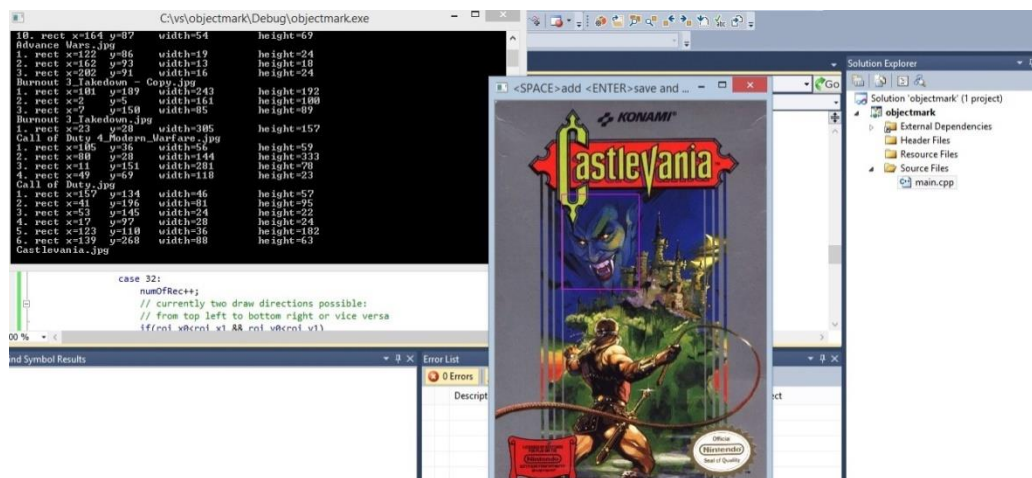 C:\vs\objectmark\Debug\objectmark.exe
10. rect x=164 y=87 width=54 height=69
Advance Wars.jpg
1. rect x=122 y=86 width=19 height=24
2. rect x=162 y=93 width=13 height=18
3. rect x=202 y=91 width=16 height=24
Burnout 3_Takedown - Copy.jpg
1. rect x=101 y=189 width=243 height=192
2. rect x=2 y=5 width=161 height=100
3. rect x=7 y=150 width=85 height=89
Burnout 3_Takedown.jpg
1. rect x=23 y=28 width=305 height=157
Call of Duty 4_Modern_Warfare.jpg
1. rect x=105 y=36 width=56 height=59
2. rect x=80 y=28 width=144 height=333
3. rect x=11 y=151 width=281 height=78
4. rect x=49 y=69 width=118 height=23
Call of Duty.jpg
1. rect x=157 y=134 width=46 height=57
2. rect x=41 y=196 width=81 height=95
3. rect x=53 y=145 width=24 height=22
4. rect x=17 y=97 width=28 height=24
5. rect x=123 y=110 width=36 height=182
6. rect x=139 y=268 width=88 height=63
Castlevania.jpg
case 32:
numOfRec++;
// currently two draw directions possible:
// from top left to bottom right or vice versa
if(roi_x0<roi_x1 && roi_y0<roi_y1)
00 %
nd Symbol Results
Error List
0 Errors
Descript
ect
<SPACE>add <ENTER>save and ...
KONAMI
Castlevania
Official
Nintendo
Seal of Quality
Nintendo
Go
Solution Explorer
Solution 'objectmark' (1 project)
objectmark
External Dependencies
Header Files
Resource Files
Source Files
main.cpp